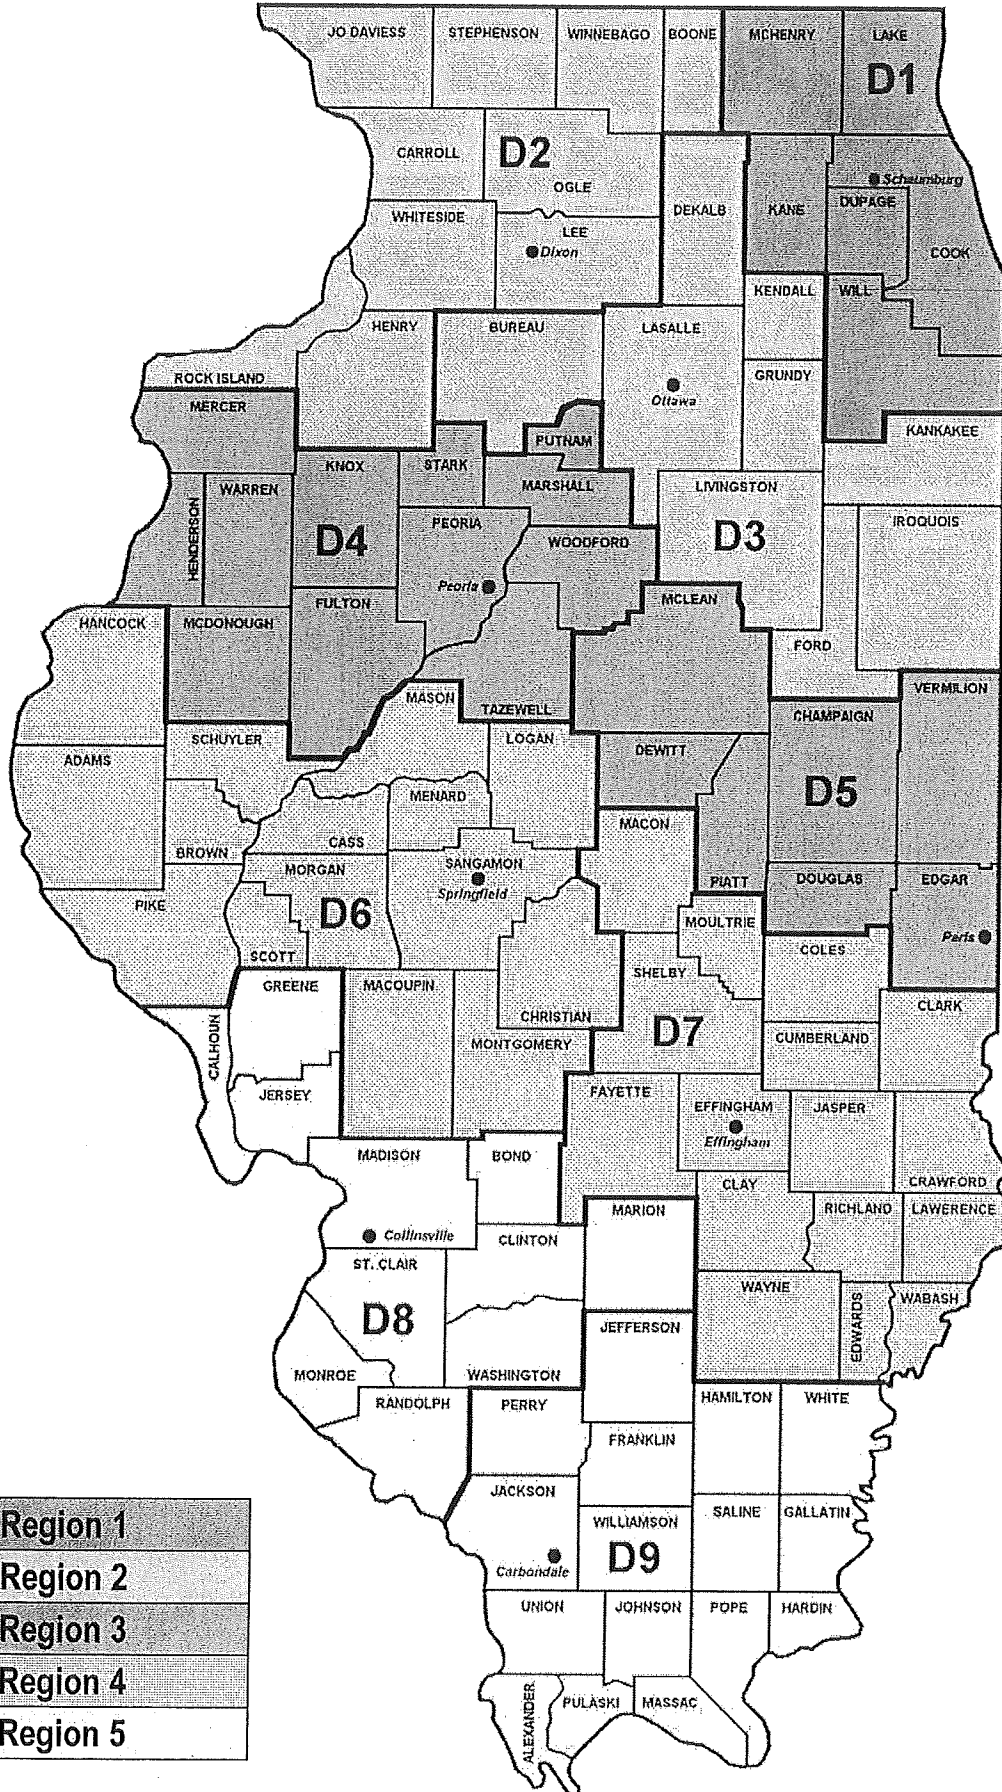 JO DAVIESS
STEPHENSON
WINNEBAGO
BOONE
MCHENRY
LAKE
D1
CARROLL
D2
OGLE
Schaumburg
WHITESIDE
LEE
Dixon
DEKALB
KANE
DUPAGE
COOK
HENRY
BUREAU
LASALLE
KENDALL
WILL
ROCK ISLAND
MERCER
Ottawa
GRUNDY
PUTNAM
KANKAKEE
KNOX
STARK
MARSHALL
LIVINGSTON
HENDERSON
WARREN
D4
PEORIA
WOODFORD
D3
IROQUOIS
Peoria
HANCOCK
MCDONOUGH
FULTON
MCLEAN
FORD
MASON
TAZEWELL
VERMILION
CHAMPAIGN
ADAMS
SCHUYLER
LOGAN
DEWITT
D5
MENARD
BROWN
CASS
MACON
MORGAN
SANGAMON
Springfield
PIATT
DOUGLAS
EDGAR
PIKE
D6
MOULTRIE
Paris
SCOTT
COLES
GREENE
MACOUPIN
SHELBY
CHRISTIAN
D7
CLARK
CALHOUN
MONTGOMERY
CUMBERLAND
JERSEY
FAYETTE
EFFINGHAM
Effingham
JASPER
MADISON
BOND
CLAY
CRAWFORD
MARION
RICHLAND
LAWERENCE
Collinsville
CLINTON
ST. CLAIR
D8
WAYNE
EDWARDS
WABASH
JEFFERSON
MONROE
WASHINGTON
RANDOLPH
PERRY
HAMILTON
WHITE
FRANKLIN
JACKSON
WILLIAMSON
SALINE
GALLATIN
Carbondale
D9
UNION
JOHNSON
POPE
HARDIN
ALEXANDER
PULASKI
MASSAC
Region 1
Region 2
Region 3
Region 4
Region 5